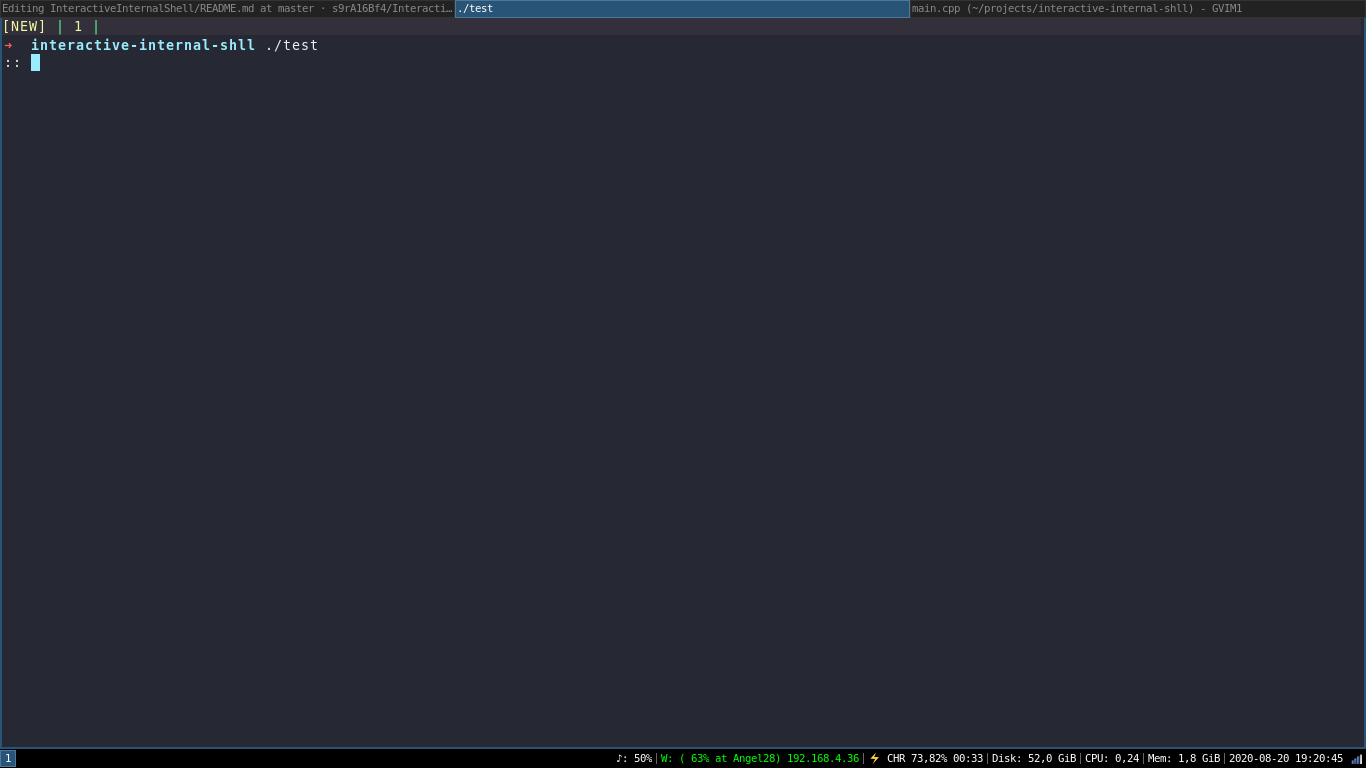 Editing InteractiveInternalShell/README.md at master · s9rA16Bf4/Interacti…
./test
main.cpp (~/projects/interactive-internal-shll) - GVIM1
[NEW] | 1 |
➜ interactive-internal-shll ./test
::
1
♪: 50%|W: ( 63% at Angel28) 192.168.4.36|⚡ CHR 73,82% 00:33|Disk: 52,0 GiB|CPU: 0,24|Mem: 1,8 GiB|2020-08-20 19:20:45